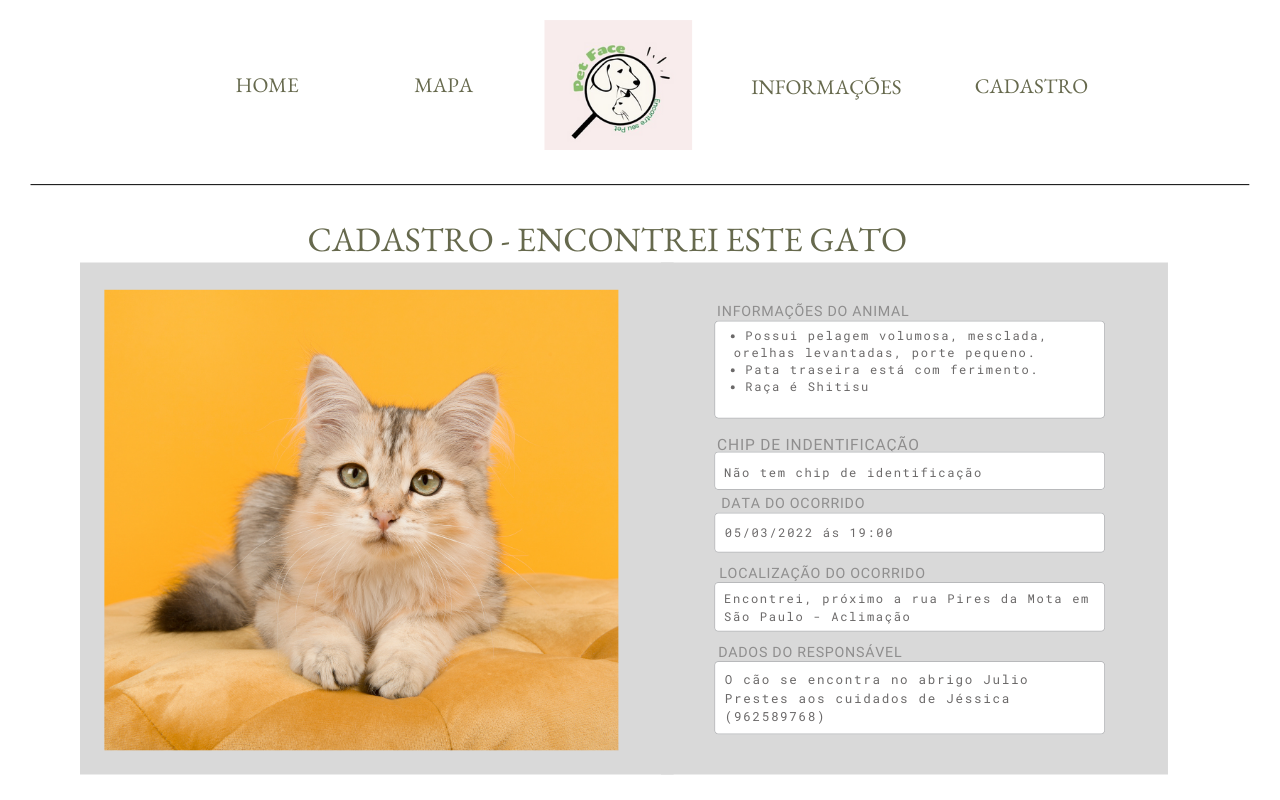 HOME
MAPA
Pet Face
Encontre seu Pet
INFORMAÇÕES
CADASTRO
CADASTRO - ENCONTREI ESTE GATO
INFORMAÇÕES DO ANIMAL
• Possui pelagem volumosa, mesclada,
orelhas levantadas, porte pequeno.
• Pata traseira está com ferimento.
• Raça é Shitisu
CHIP DE INDENTIFICAÇÃO
Não tem chip de identificação
DATA DO OCORRIDO
05/03/2022 ás 19:00
LOCALIZAÇÃO DO OCORRIDO
Encontrei, próximo a rua Pires da Mota em
São Paulo - Aclimação
DADOS DO RESPONSÁVEL
O cão se encontra no abrigo Julio
Prestes aos cuidados de Jéssica
(962589768)